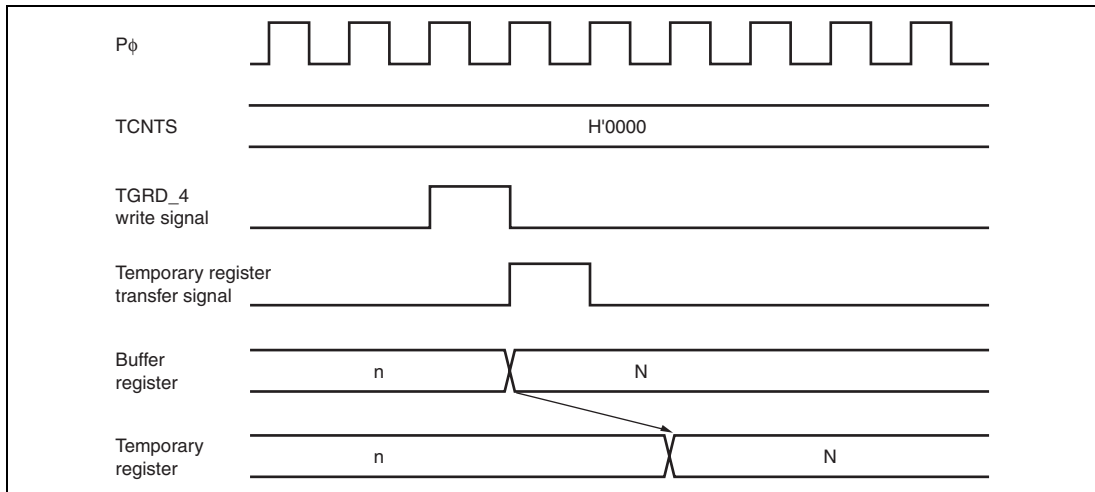 Pϕ
TCNTS
H'0000
TGRD_4
write signal
Temporary register
transfer signal
Buffer
register
n
N
Temporary
register
n
N